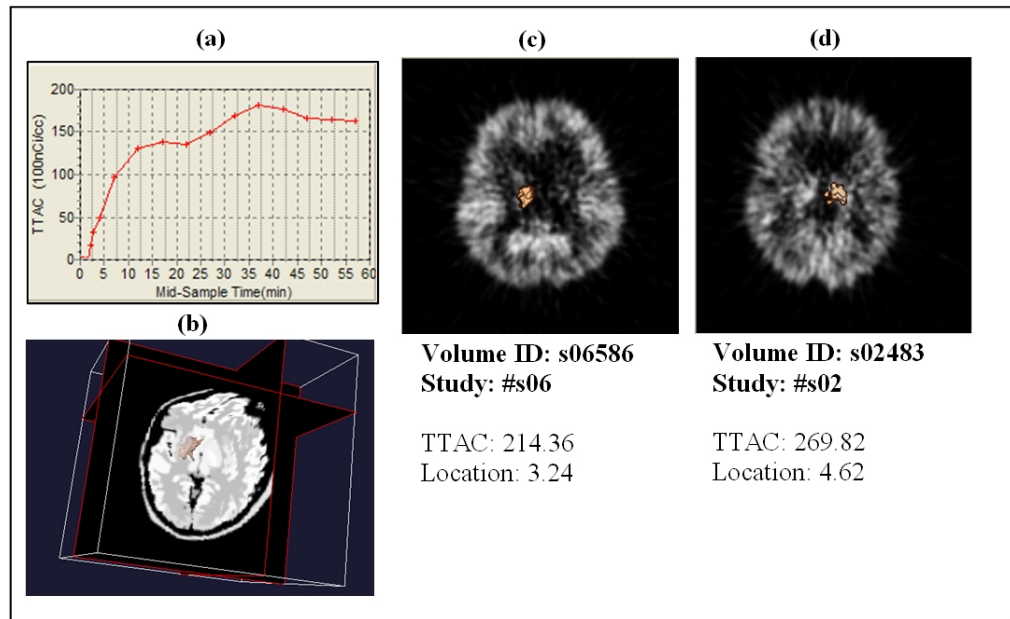 (a)
200
150
100
50
0
TTAC (100nCi/cc)
0 5 10 15 20 25 30 35 40 45 50 55 60
Mid-Sample Time(min)
(b)
(c)
Volume ID: s06586
Study: #s06
TTAC: 214.36
Location: 3.24
(d)
Volume ID: s02483
Study: #s02
TTAC: 269.82
Location: 4.62